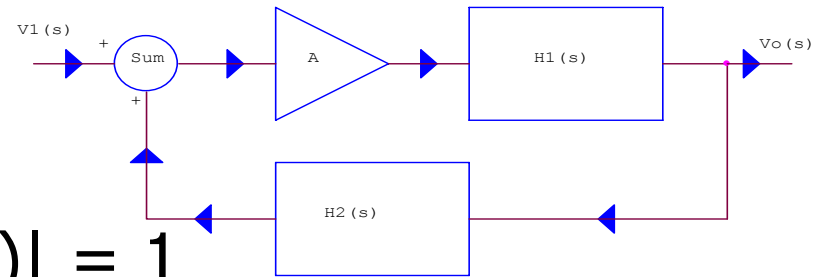 V1(s)
+
Sum
A
H1(s)
Vo(s)
+
H2(s)
)| = 1